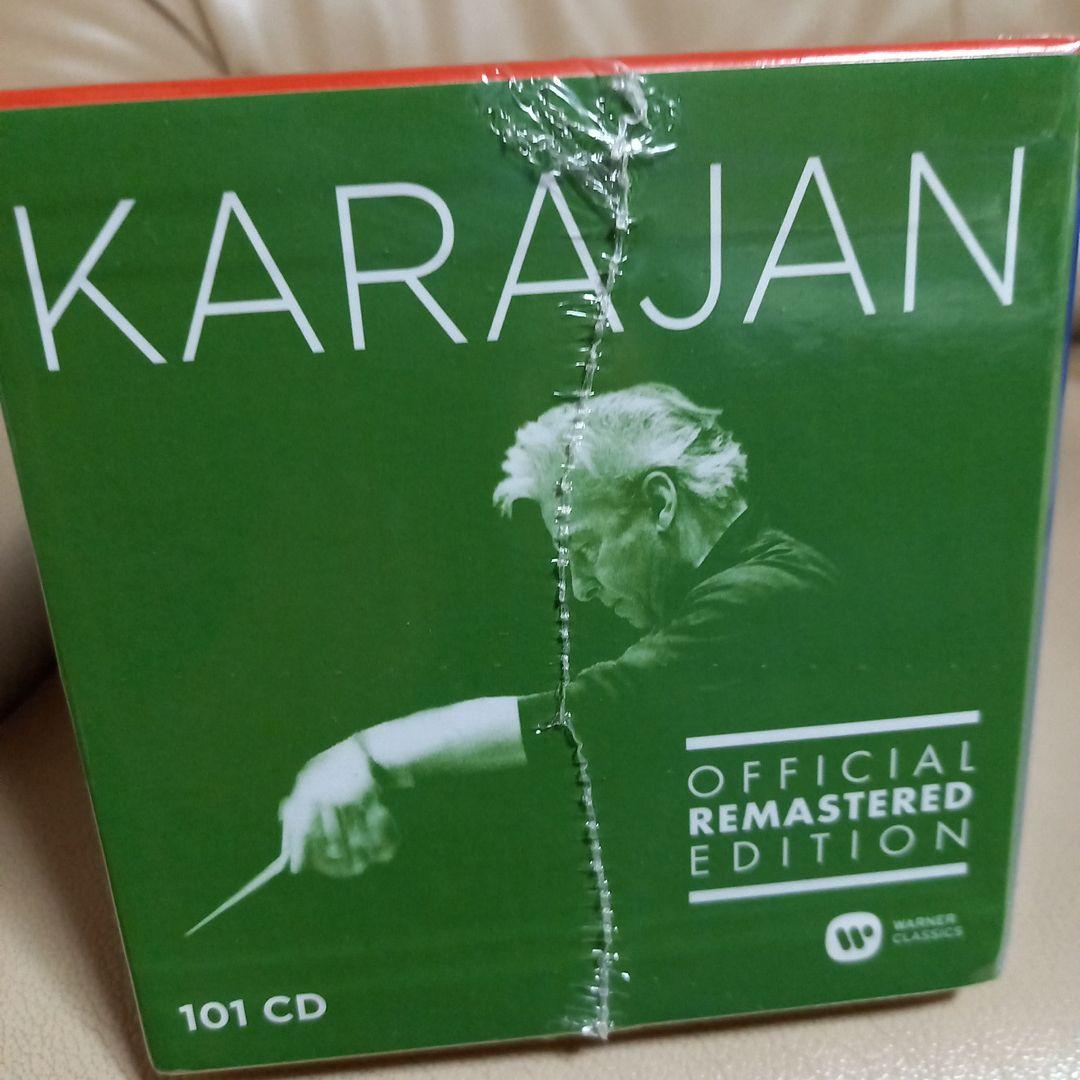 KARAJAN
OFFICIAL
REMASTERED
EDITION
WARNER
CLASSICS
101 CD